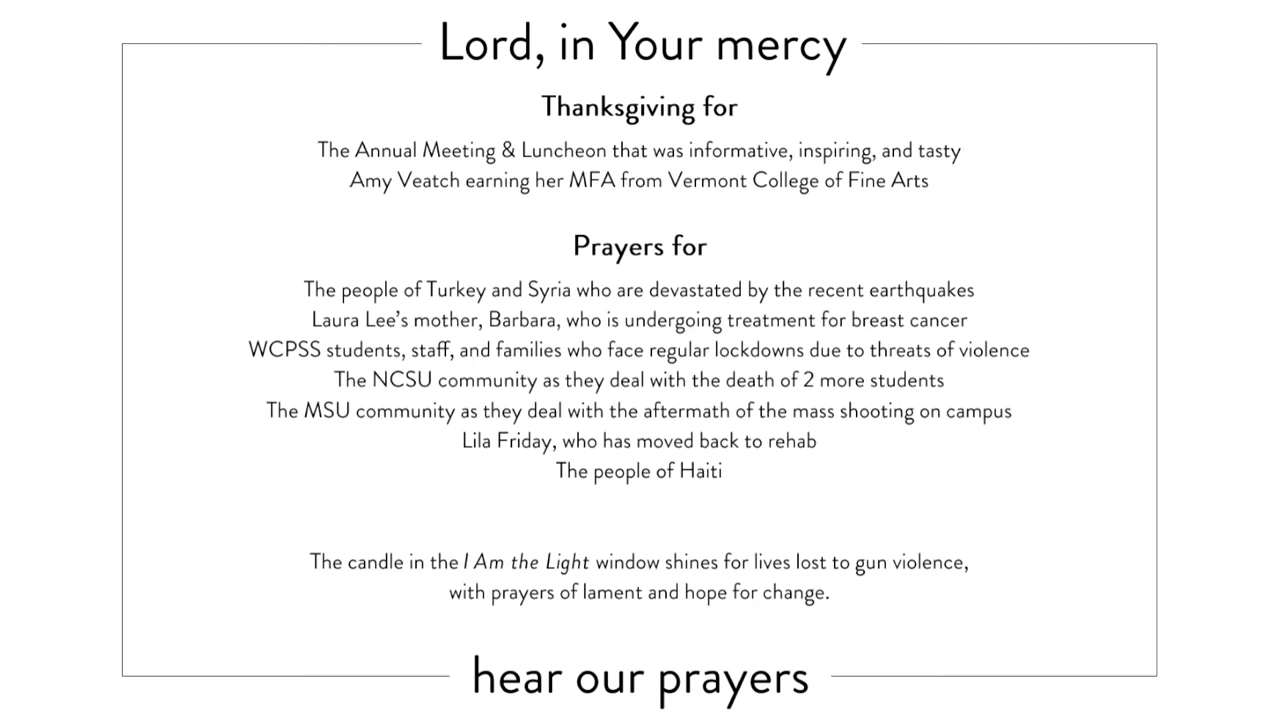 Lord, in Your mercy
Thanksgiving for
The Annual Meeting & Luncheon that was informative, inspiring, and tasty
Amy Veatch earning her MFA from Vermont College of Fine Arts
Prayers for
The people of Turkey and Syria who are devastated by the recent earthquakes
Laura Lee’s mother, Barbara, who is undergoing treatment for breast cancer
WCPSS students, staff, and families who face regular lockdowns due to threats of violence
The NCSU community as they deal with the death of 2 more students
The MSU community as they deal with the aftermath of the mass shooting on campus
Lila Friday, who has moved back to rehab
The people of Haiti
The candle in the I Am the Light window shines for lives lost to gun violence,
with prayers of lament and hope for change.
hear our prayers